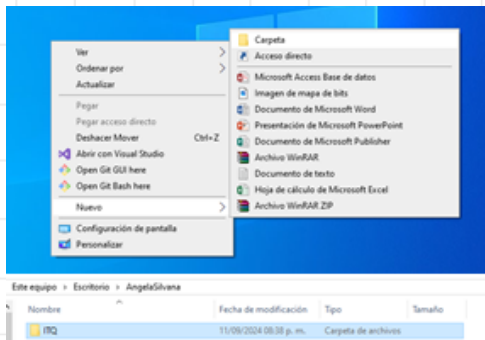 Ver
Ordenar por
Actualizar
Pegar
Pegar acceso directo
Deshacer Mover Ctrl+Z
Abrir con Visual Studio
Open Git GUI here
Open Git Bash here
Nuevo
Configuración de pantalla
Personalizar
Carpeta
Acceso directo
Microsoft Access Base de datos
Imagen de mapa de bits
Documento de Microsoft Word
Presentación de Microsoft PowerPoint
Documento de Microsoft Publisher
Archivo WinRAR
Documento de texto
Hoja de cálculo de Microsoft Excel
Archivo WinRAR ZIP
Este equipo > Escritorio > AngelaSilvana
Nombre Fecha de modificación Tipo Tamaño
ITQ 11/09/2024 08:38 p. m. Carpeta de archivos